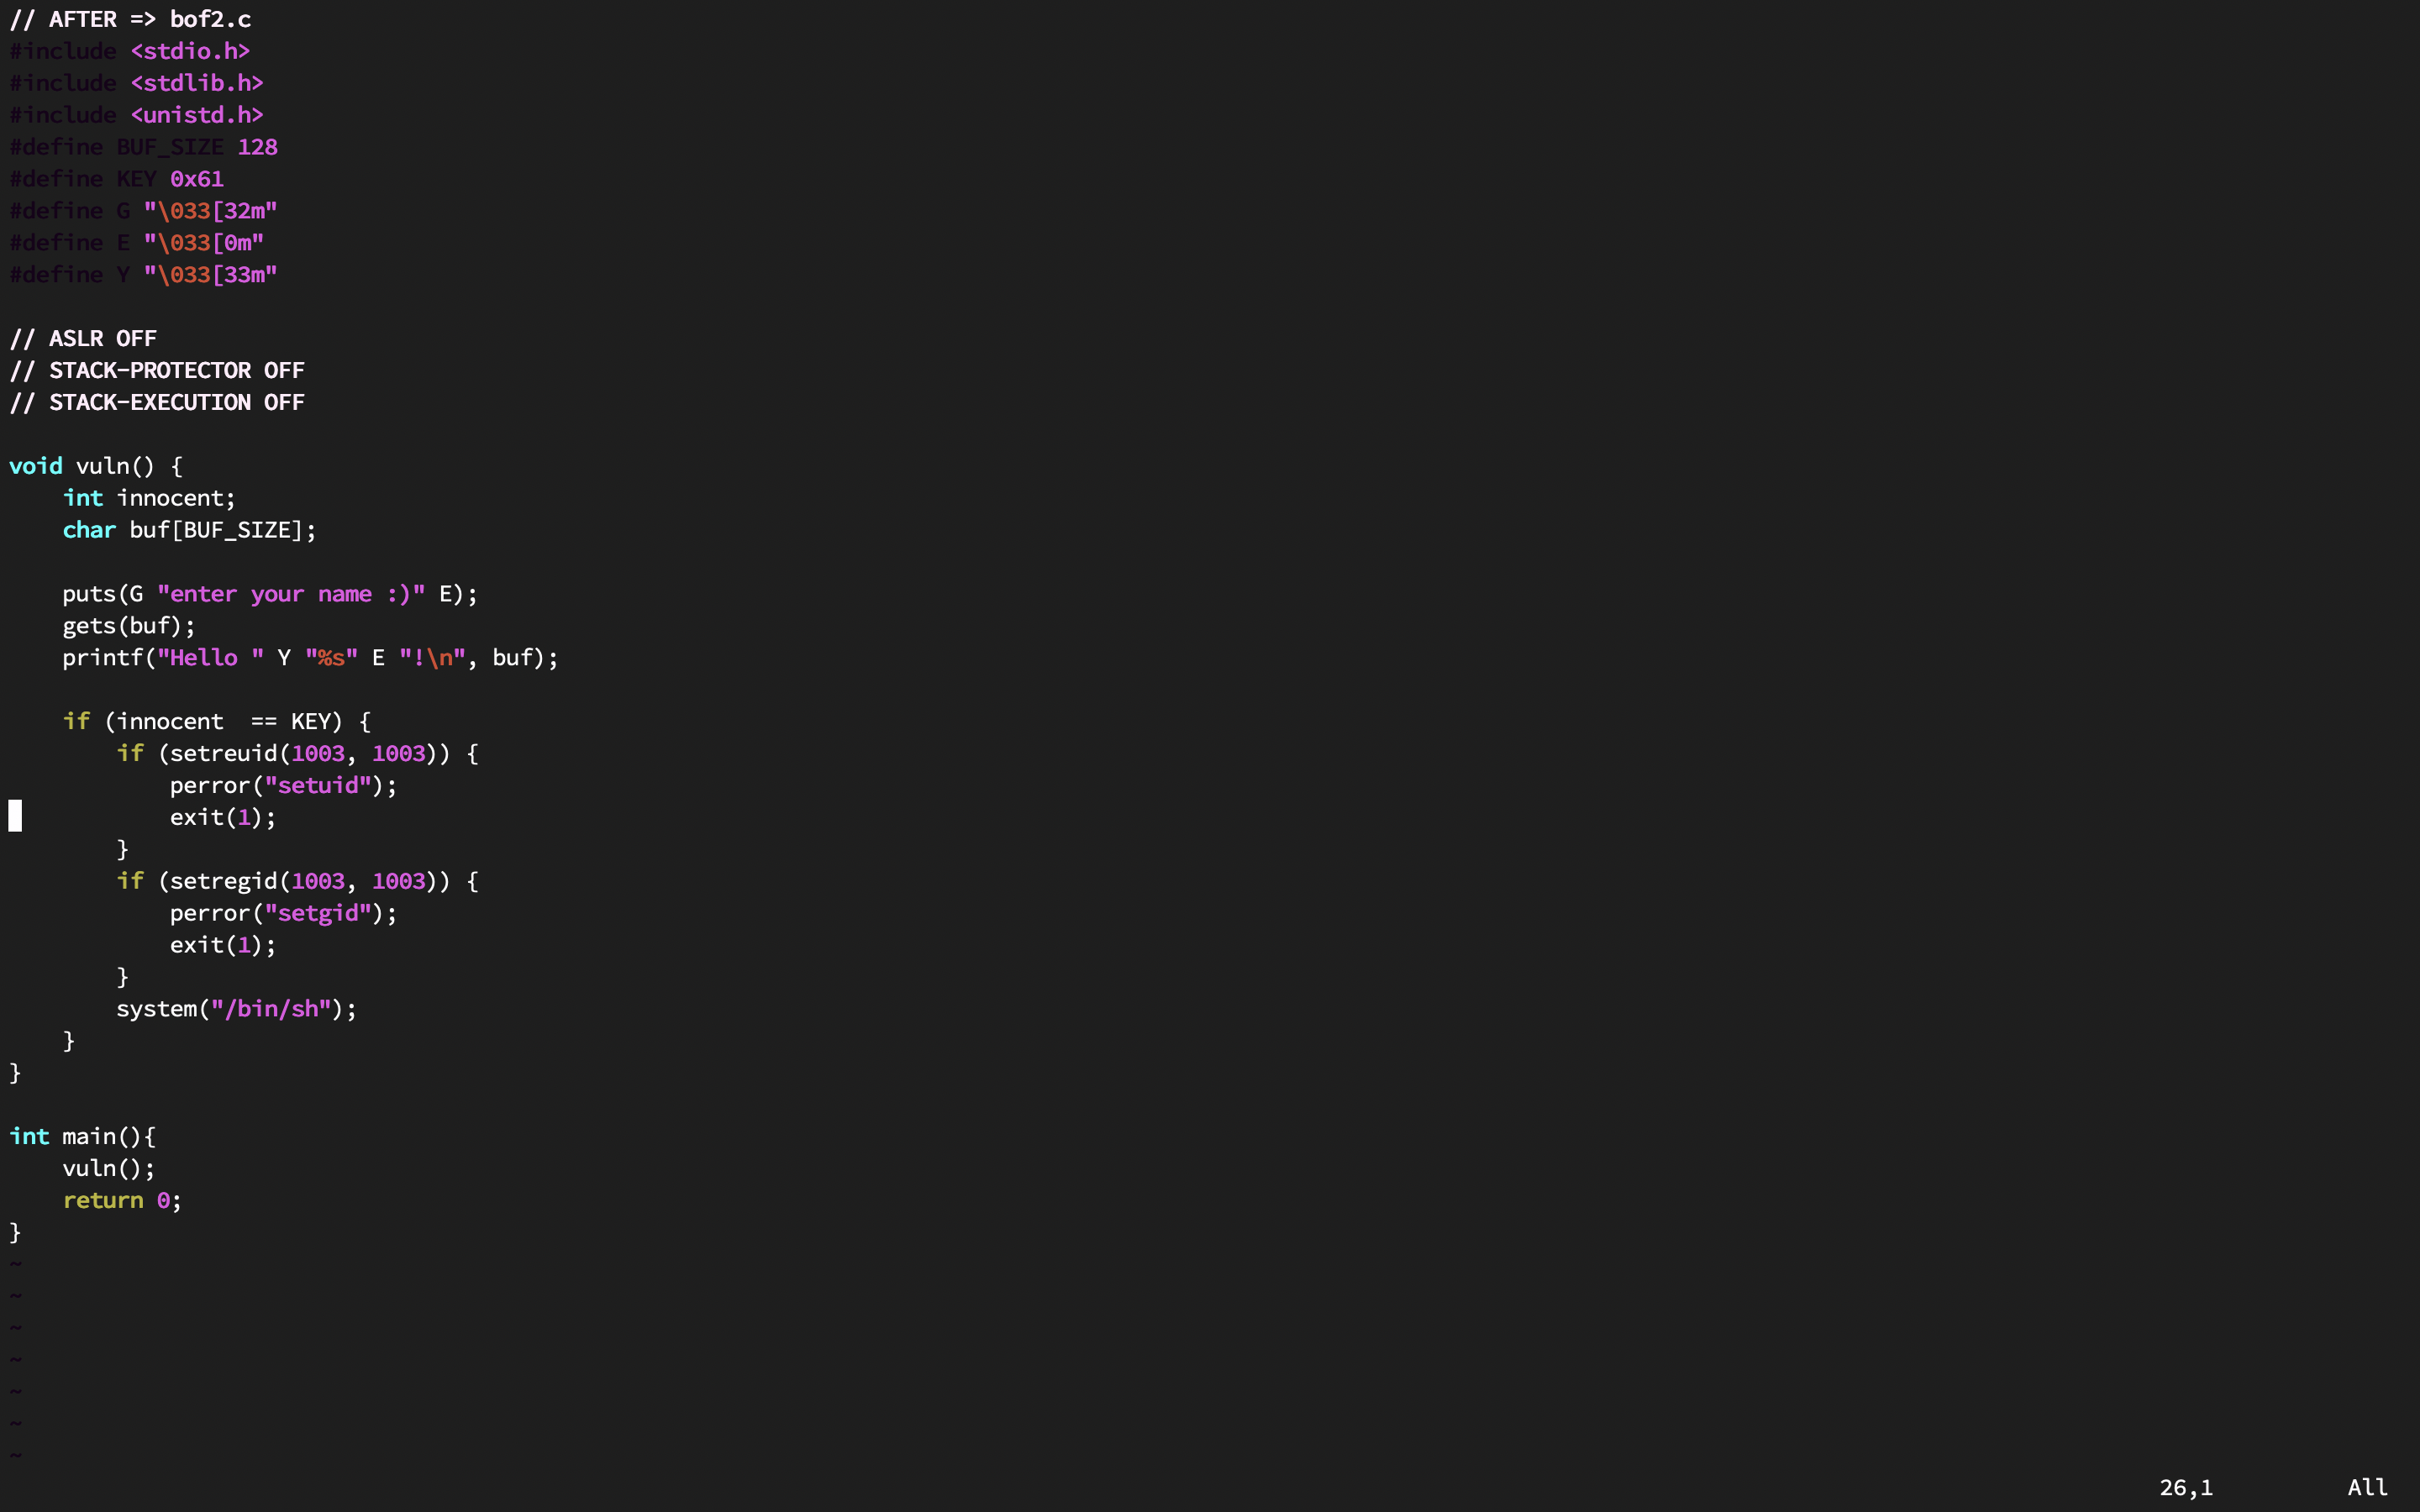 // AFTER => bof2.c
#include <stdio.h>
#include <stdlib.h>
#include <unistd.h>
#define BUF_SIZE 128
#define KEY 0x61
#define G "\033[32m"
#define E "\033[0m"
#define Y "\033[33m"

// ASLR OFF
// STACK-PROTECTOR OFF
// STACK-EXECUTION OFF

void vuln() {
    int innocent;
    char buf[BUF_SIZE];

    puts(G "enter your name :)" E);
    gets(buf);
    printf("Hello " Y "%s" E "!\n", buf);

    if (innocent  == KEY) {
        if (setreuid(1003, 1003)) {
            perror("setuid");
            exit(1);
        }
        if (setregid(1003, 1003)) {
            perror("setgid");
            exit(1);
        }
        system("/bin/sh");
    }
}

int main(){
    vuln();
    return 0;
}
~
~
~
~
~
~
~
26,1 All